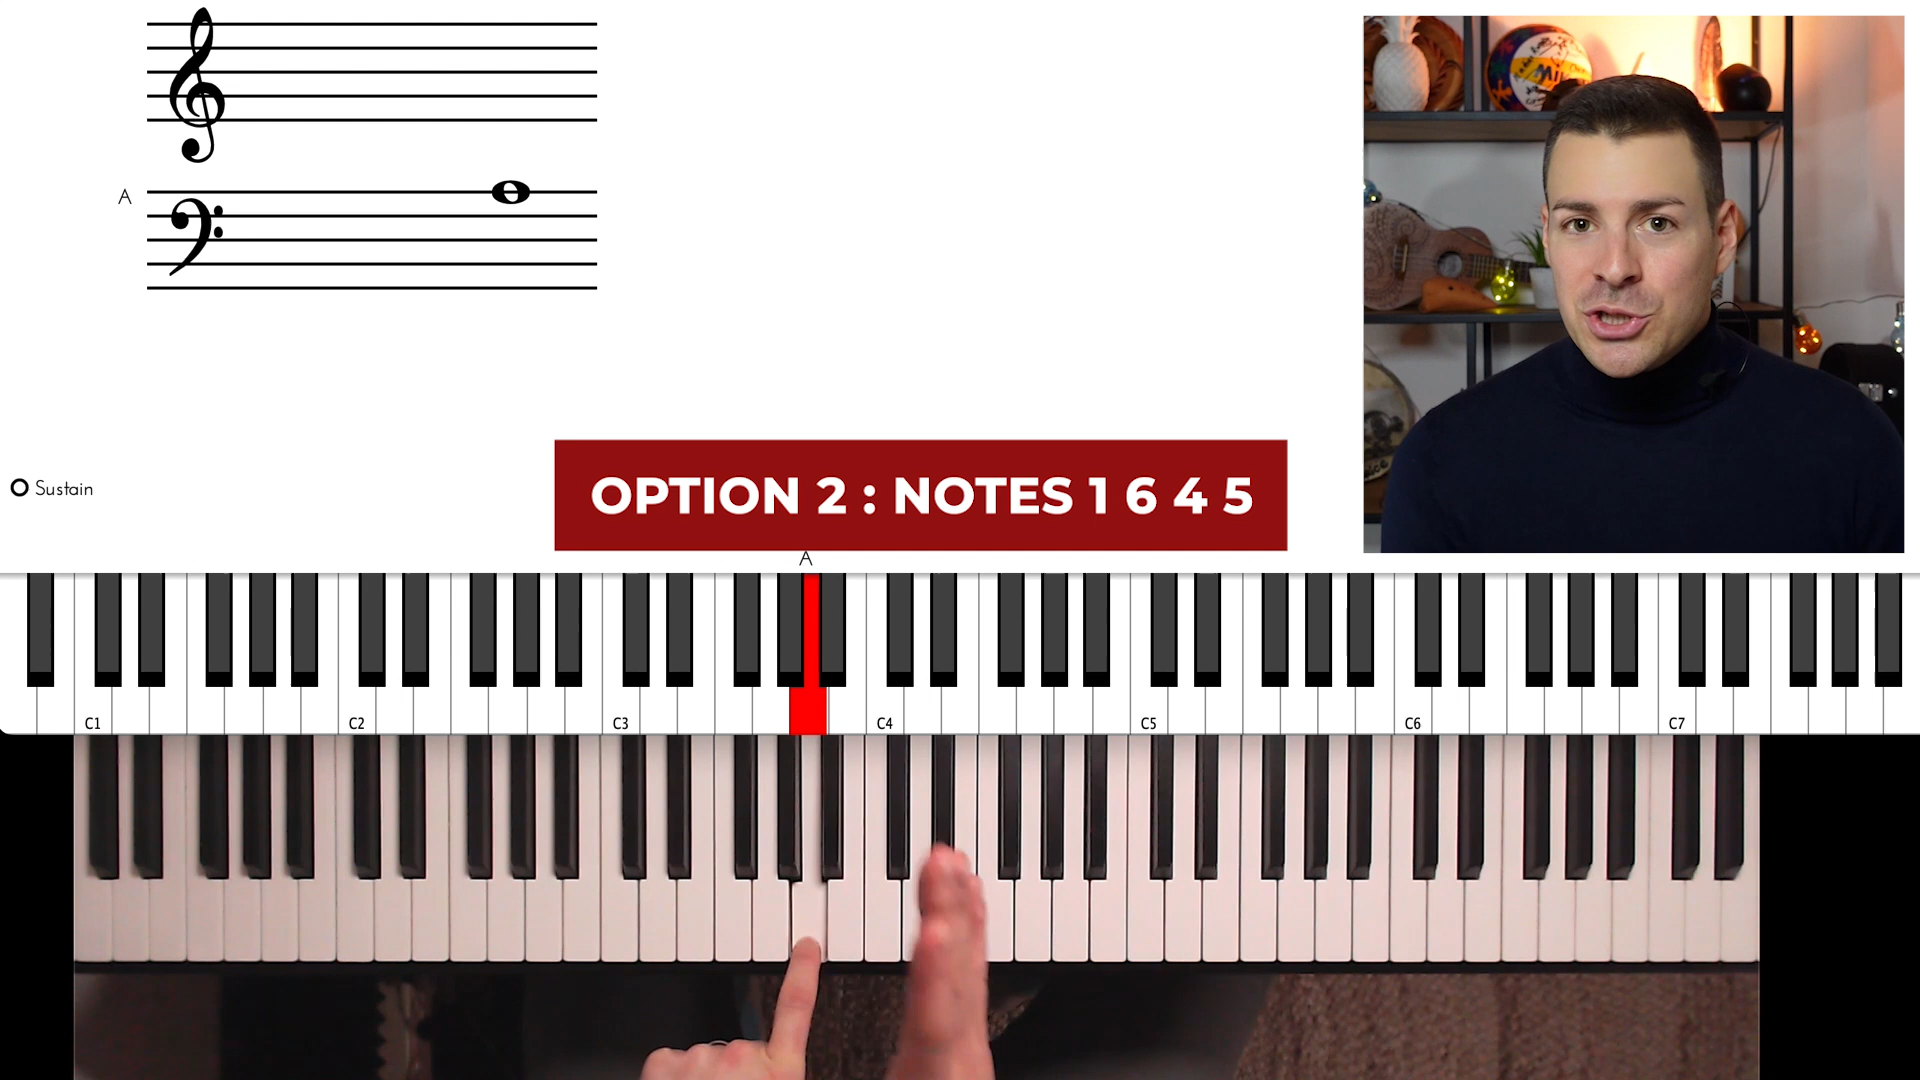 A
Sustain
OPTION 2 : NOTES 1 6 4 5
A
C1 C2 C3 C4 C5 C6 C7